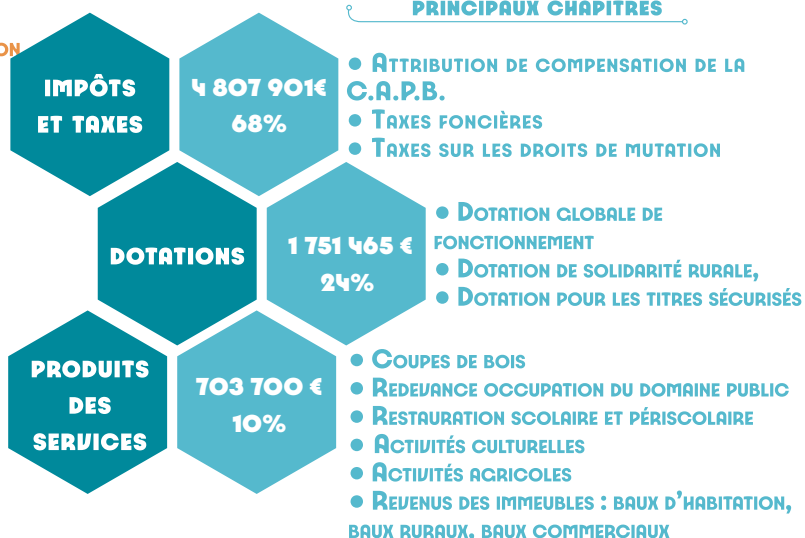 PRINCIPAUX CHAPITRES
ON
IMPÔTS
ET TAXES
4 807 901€
68%
● ATTRIBUTION DE COMPENSATION DE LA
C.A.P.B.
● TAXES FONCIÈRES
● TAXES SUR LES DROITS DE MUTATION
DOTATIONS
1 751 465 €
24%
● DOTATION GLOBALE DE
FONCTIONNEMENT
● DOTATION DE SOLIDARITÉ RURALE,
● DOTATION POUR LES TITRES SÉCURISÉS
PRODUITS
DES
SERVICES
703 700 €
10%
● COUPES DE BOIS
● REDEVANCE OCCUPATION DU DOMAINE PUBLIC
● RESTAURATION SCOLAIRE ET PÉRISCOLAIRE
● ACTIVITÉS CULTURELLES
● ACTIVITÉS AGRICOLES
● REVENUS DES IMMEUBLES : BAUX D'HABITATION,
BAUX RURAUX, BAUX COMMERCIAUX